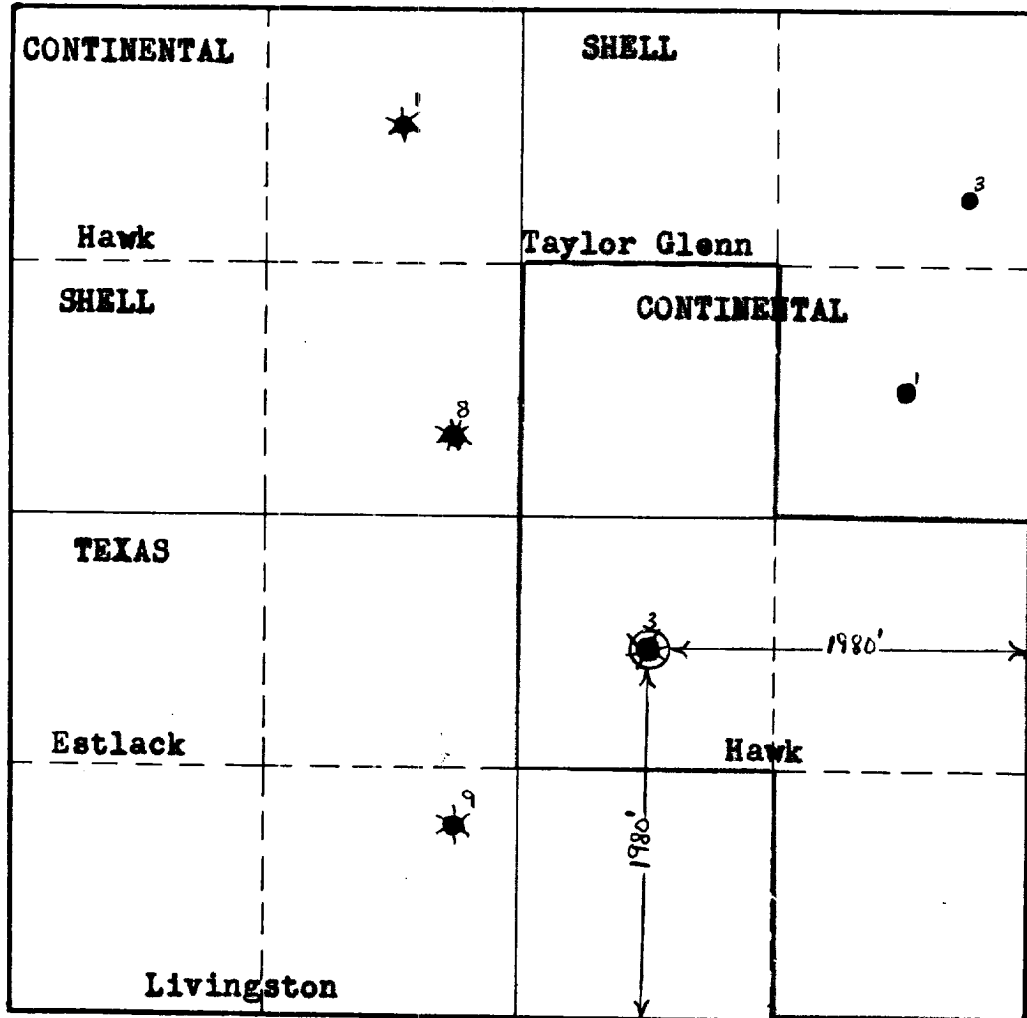 CONTINENTAL
SHELL
1
3
Hawk
Taylor Glenn
SHELL
CONTINENTAL
1
8
TEXAS
3
1980'
Estlack
Hawk
9
1980'
Livingston